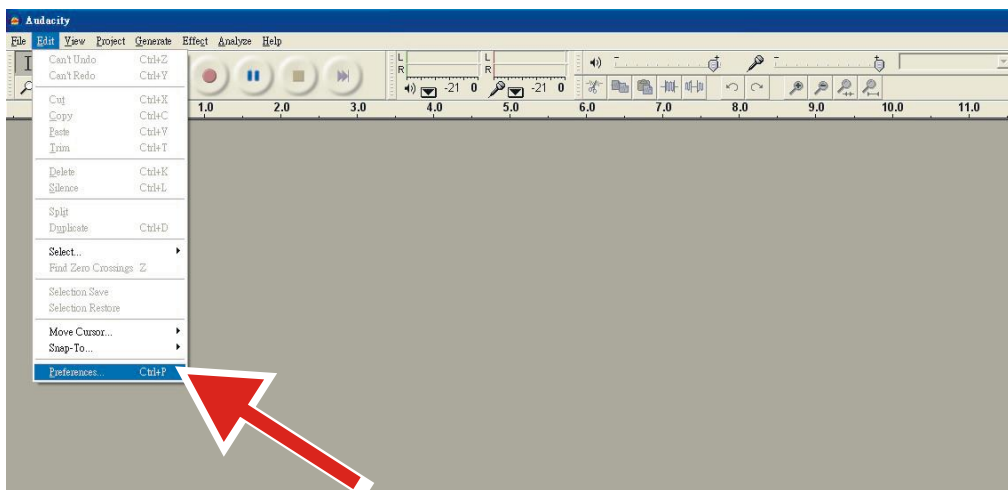 Audacity
File Edit View Project Generate Effect Analyze Help
Can't Undo Ctrl+Z
Can't Redo Ctrl+Y
Cut Ctrl+X
Copy Ctrl+C
Paste Ctrl+V
Trim Ctrl+T
Delete Ctrl+K
Silence Ctrl+L
Split
Duplicate Ctrl+D
Select...
Find Zero Crossings Z
Selection Save
Selection Restore
Move Cursor...
Snap-To...
Preferences... Ctrl+P
L L
R R
-21 0 -21 0
1.0 2.0 3.0 4.0 5.0 6.0 7.0 8.0 9.0 10.0 11.0